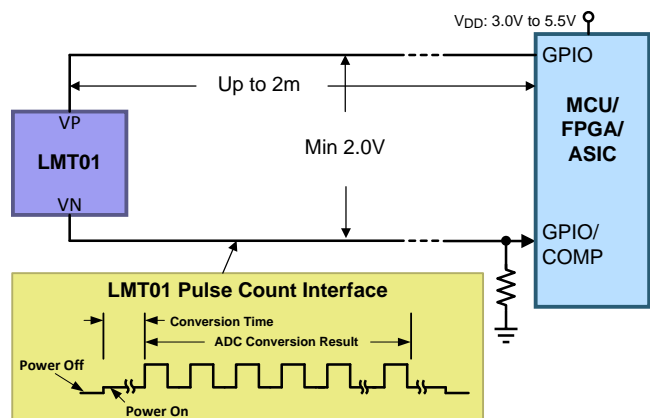 VDD: 3.0V to 5.5V
GPIO
Up to 2m
MCU/
FPGA/
ASIC
VP
LMT01
Min 2.0V
VN
GPIO/
COMP
LMT01 Pulse Count Interface
Conversion Time
ADC Conversion Result
Power Off
Power On